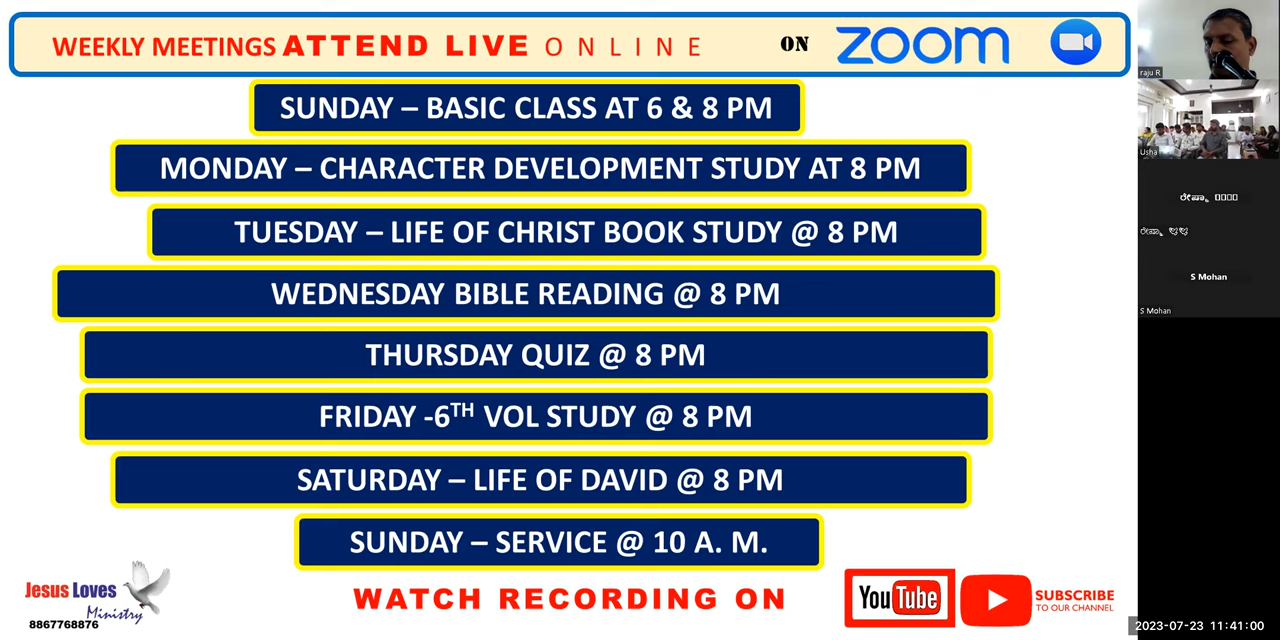 WEEKLY MEETINGS ATTEND LIVE ONLINE ON zoom
SUNDAY – BASIC CLASS AT 6 & 8 PM
MONDAY – CHARACTER DEVELOPMENT STUDY AT 8 PM
TUESDAY – LIFE OF CHRIST BOOK STUDY @ 8 PM
WEDNESDAY BIBLE READING @ 8 PM
THURSDAY QUIZ @ 8 PM
FRIDAY -6TH VOL STUDY @ 8 PM
SATURDAY – LIFE OF DAVID @ 8 PM
SUNDAY – SERVICE @ 10 A. M.
Jesus Loves
Ministry
8867768876
WATCH RECORDING ON
YouTube
SUBSCRIBE
TO OUR CHANNEL
raju R
Usha
S Mohan
S Mohan
2023-07-23 11:41:00